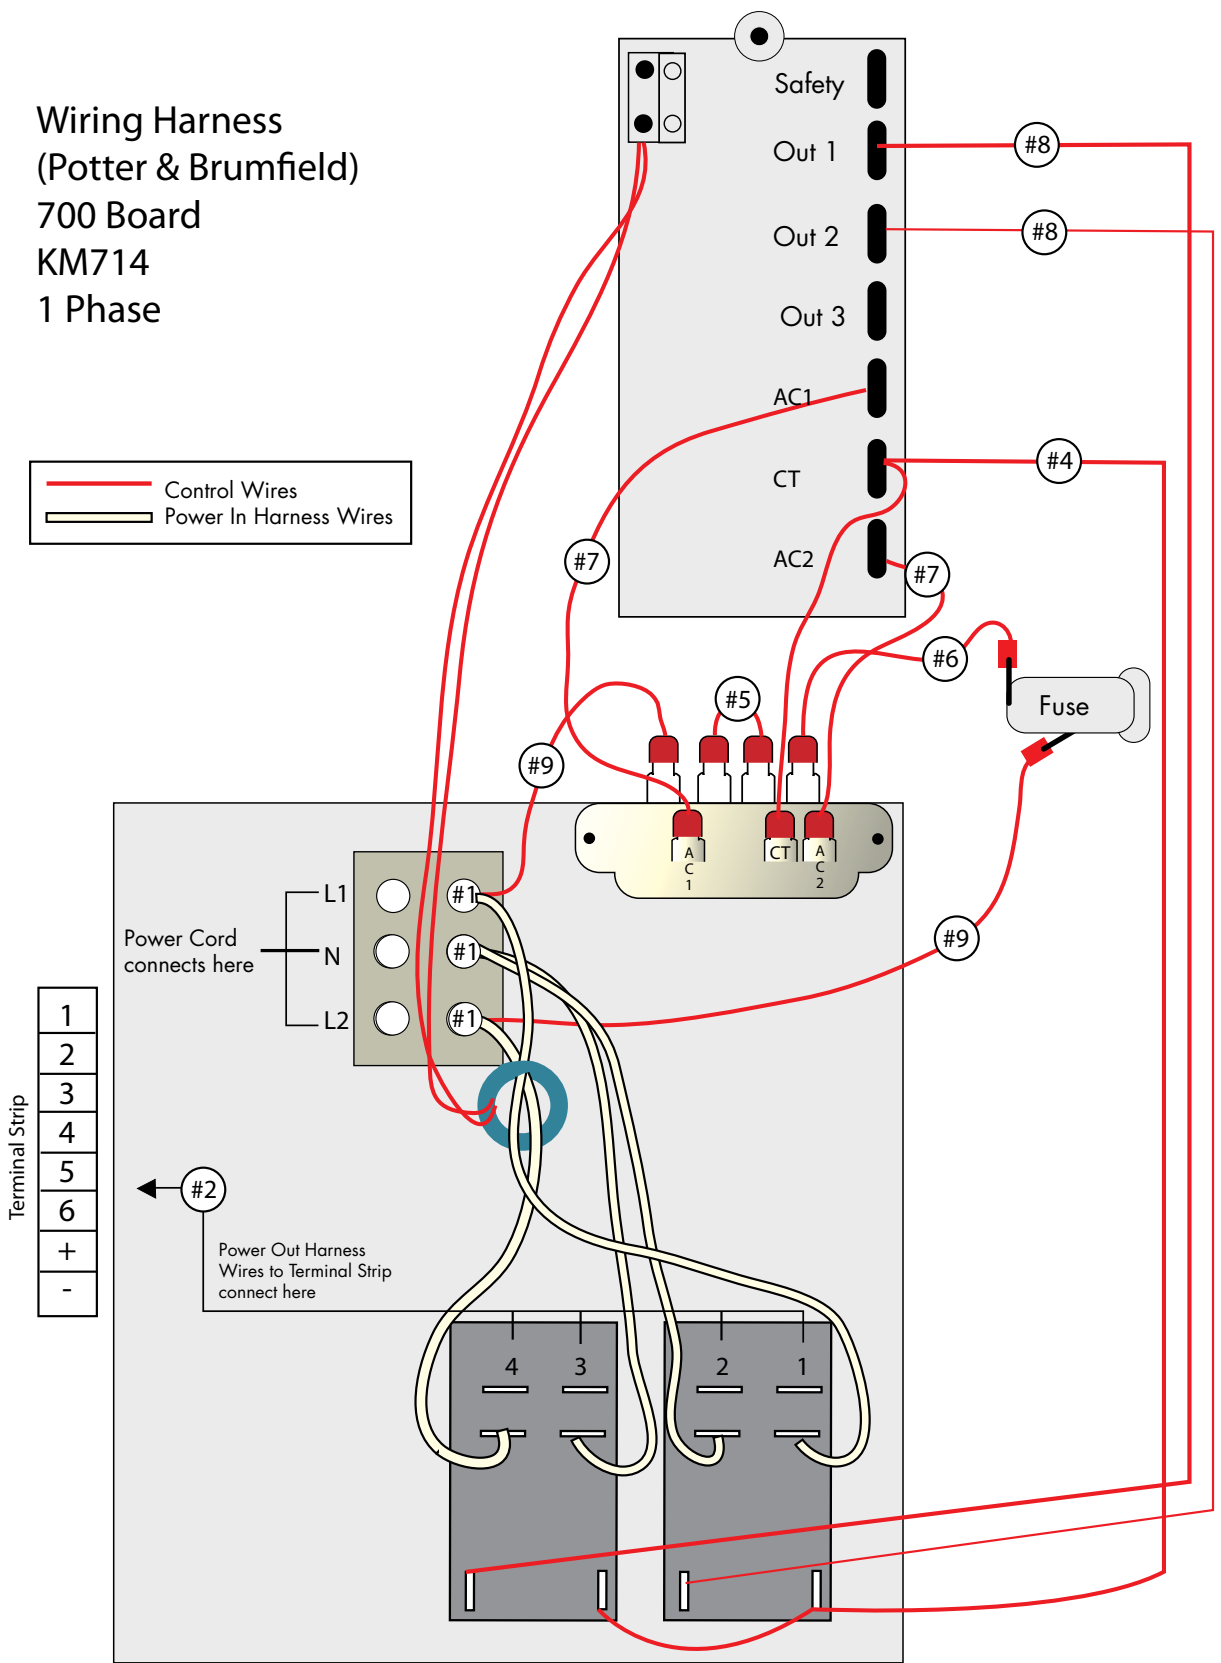 Wiring Harness
(Potter & Brumfield)
700 Board
KM714
1 Phase
Safety
Out 1
#8
Out 2
#8
Out 3
AC1
CT
#4
AC2
#7
#7
Control Wires
Power In Harness Wires
#6
#5
Fuse
#9
AC1
CT
AC2
L1
#1
Power Cord
connects here
N
#1
#9
L2
#1
Terminal Strip
1
2
3
4
5
6
+
-
#2
Power Out Harness
Wires to Terminal Strip
connect here
4
3
2
1